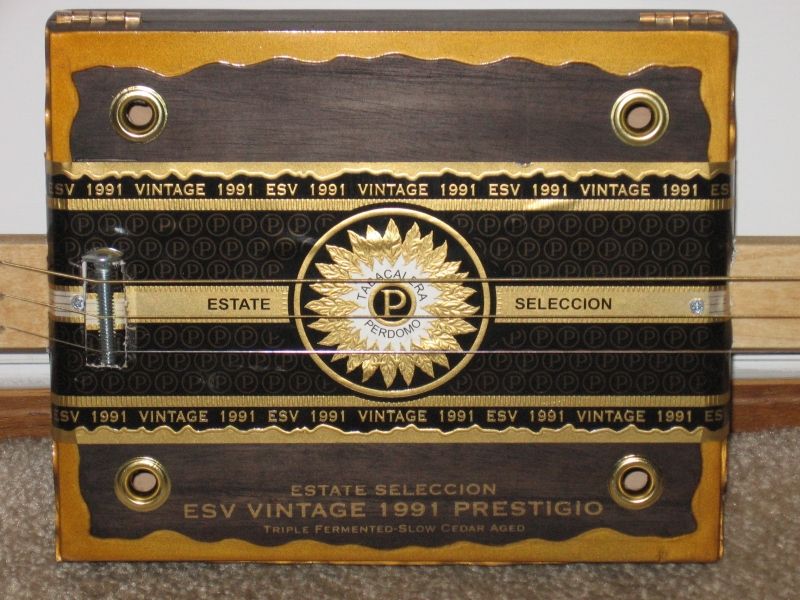 ESV 1991 VINTAGE 1991 ESV 1991 VINTAGE 1991 ESV 1991 VINTAGE 1991 ES
ESTATE SELECCION
TABACALERA
P
PERDOMO
ESV 1991 VINTAGE 1991 ESV 1991 VINTAGE 1991 ESV 1991 VINTAGE 1991 ES
ESTATE SELECCION
ESV VINTAGE 1991 PRESTIGIO
TRIPLE FERMENTED-SLOW CEDAR AGED